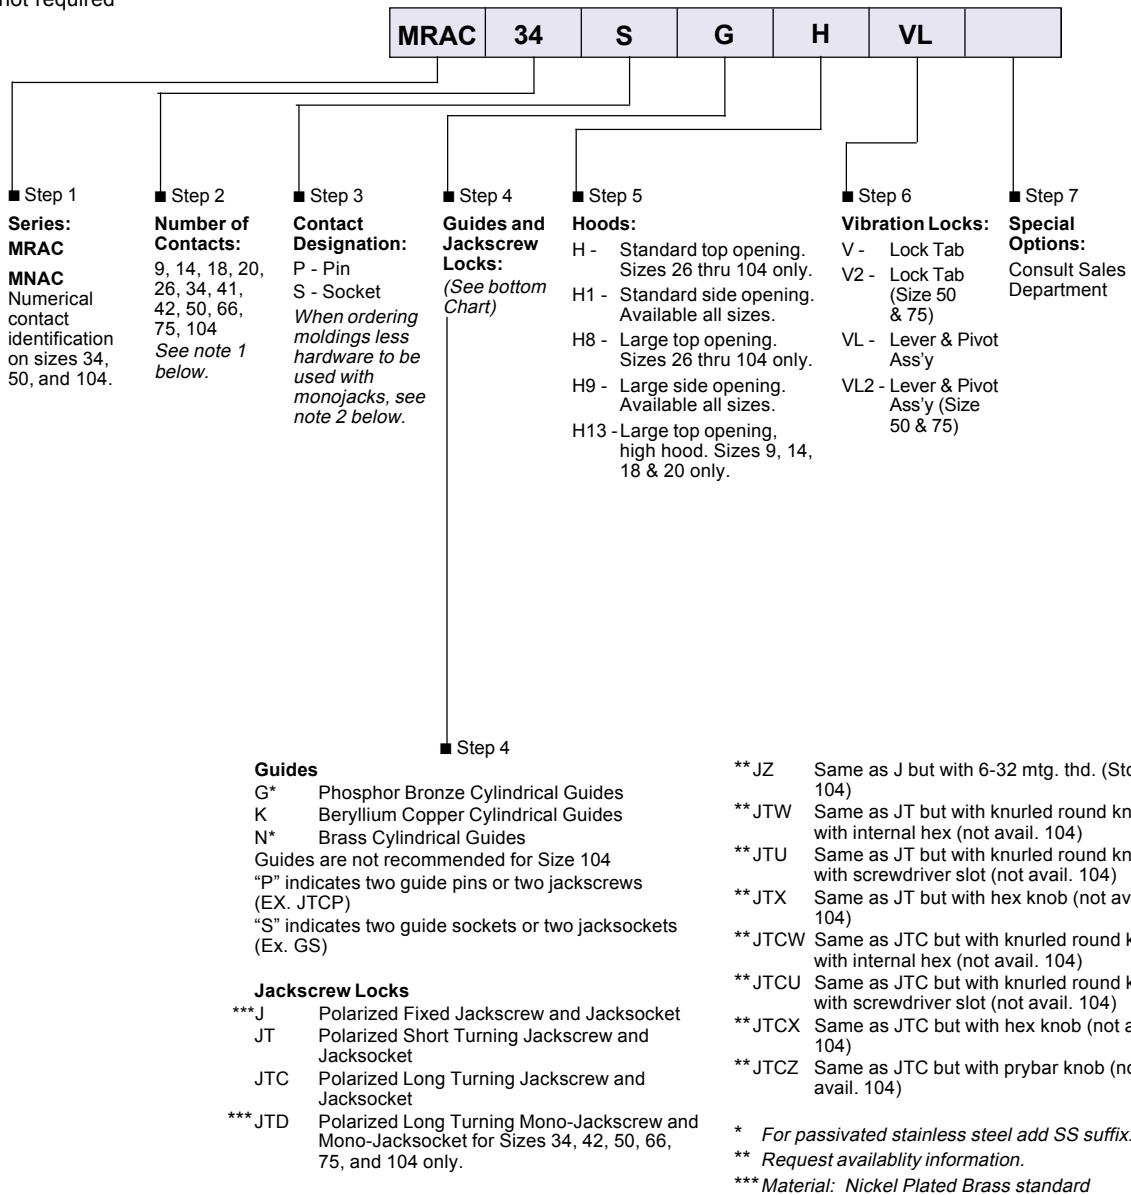 not required
MRAC 34 S G H VL
■ Step 1
Series:
MRAC
MNAC
Numerical
contact
identification
on sizes 34,
50, and 104.
■ Step 2
Number of
Contacts:
9, 14, 18, 20,
26, 34, 41,
42, 50, 66,
75, 104
See note 1
below.
■ Step 3
Contact
Designation:
P - Pin
S - Socket
When ordering
moldings less
hardware to be
used with
monojacks, see
note 2 below.
■ Step 4
Guides and
Jackscrew
Locks:
(See bottom
Chart)
■ Step 5
Hoods:
H - Standard top opening.
Sizes 26 thru 104 only.
H1 - Standard side opening.
Available all sizes.
H8 - Large top opening.
Sizes 26 thru 104 only.
H9 - Large side opening.
Available all sizes.
H13 - Large top opening,
high hood. Sizes 9, 14,
18 & 20 only.
■ Step 6
Vibration Locks:
V - Lock Tab
V2 - Lock Tab
(Size 50
& 75)
VL - Lever & Pivot
Ass'y
VL2 - Lever & Pivot
Ass'y (Size
50 & 75)
■ Step 7
Special
Options:
Consult Sales
Department
■ Step 4
Guides
G* Phosphor Bronze Cylindrical Guides
K Beryllium Copper Cylindrical Guides
N* Brass Cylindrical Guides
Guides are not recommended for Size 104
“P” indicates two guide pins or two jackscrews
(EX. JTCP)
“S” indicates two guide sockets or two jacksockets
(Ex. GS)
Jackscrew Locks
***J Polarized Fixed Jackscrew and Jacksocket
JT Polarized Short Turning Jackscrew and
Jacksocket
JTC Polarized Long Turning Jackscrew and
Jacksocket
***JTD Polarized Long Turning Mono-Jackscrew and
Mono-Jacksocket for Sizes 34, 42, 50, 66,
75, and 104 only.
**JZ Same as J but with 6-32 mtg. thd.
104)
**JTW Same as JT but with knurled round
with internal hex (not avail. 104)
**JTU Same as JT but with knurled round
with screwdriver slot (not avail. 104)
**JTX Same as JT but with hex knob (not
104)
**JTCW Same as JTC but with knurled round
with internal hex (not avail. 104)
**JTCU Same as JTC but with knurled round
with screwdriver slot (not avail. 104)
**JTCX Same as JTC but with hex knob (not
104)
**JTCZ Same as JTC but with prybar knob
avail. 104)
* For passivated stainless steel add SS suffix.
** Request availablity information.
*** Material: Nickel Plated Brass standard